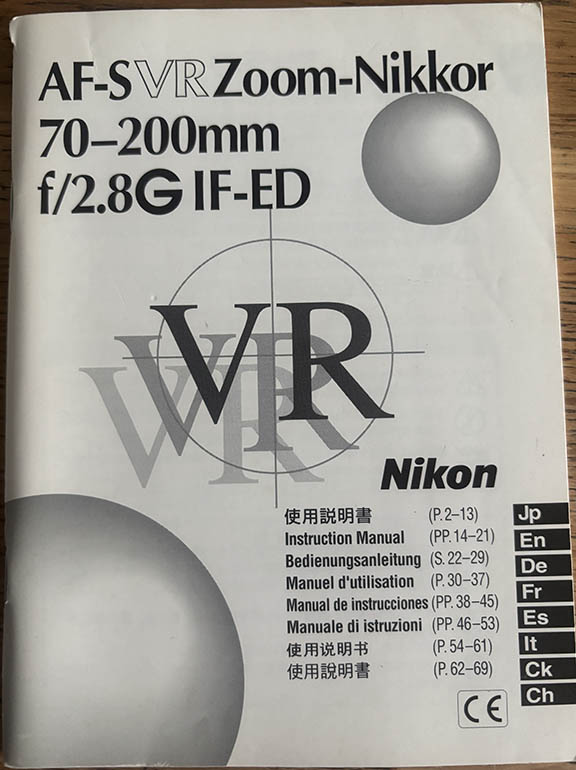 AF-S VR Zoom-Nikkor
70–200mm
f/2.8G IF-ED
VR
VR
VR
Nikon
使用説明書 (P. 2–13) Jp
Instruction Manual (PP. 14–21) En
Bedienungsanleitung (S. 22–29) De
Manuel d'utilisation (P. 30–37) Fr
Manual de instrucciones (PP. 38–45) Es
Manuale di istruzioni (PP. 46–53) It
使用说明书 (P. 54–61) Ck
使用說明書 (P. 62–69) Ch
CE